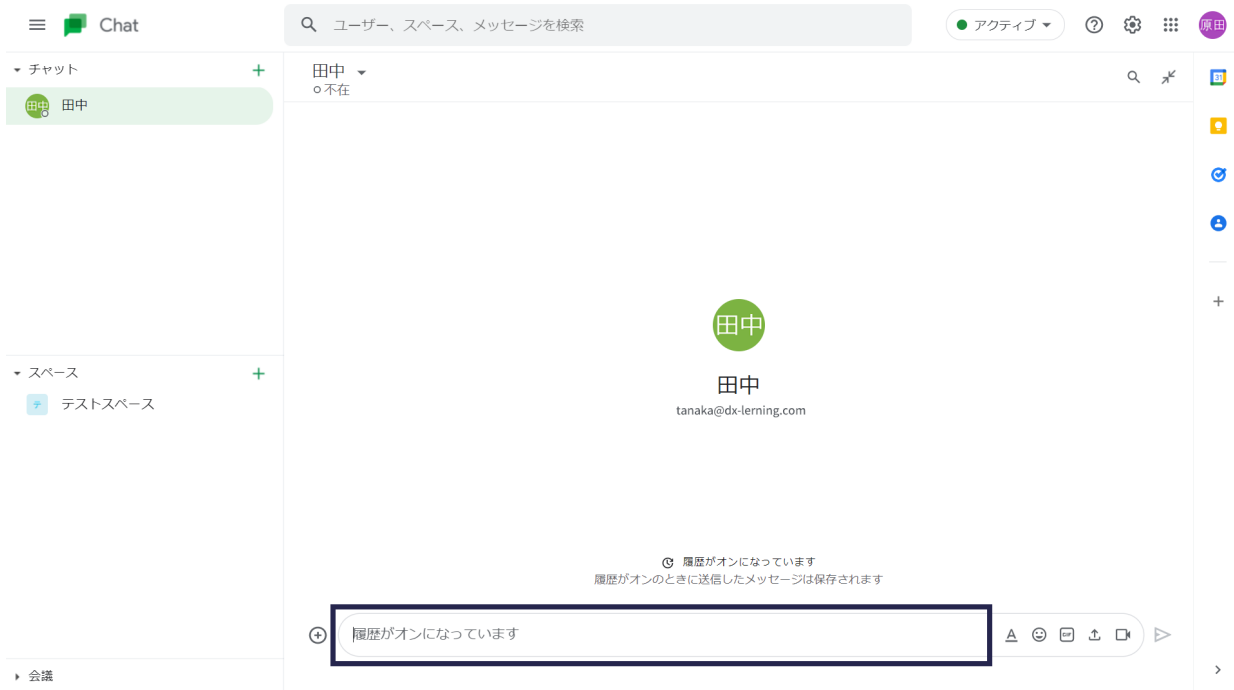 Chat
ユーザー、スペース、メッセージを検索
アクティブ
原田
チャット
田中
田中
スペース
テ
テストスペース
会議
田中
不在
31
田中
田中
tanaka@dx-lerning.com
履歴がオンになっています
履歴がオンのときに送信したメッセージは保存されます
履歴がオンになっています
A
GIF